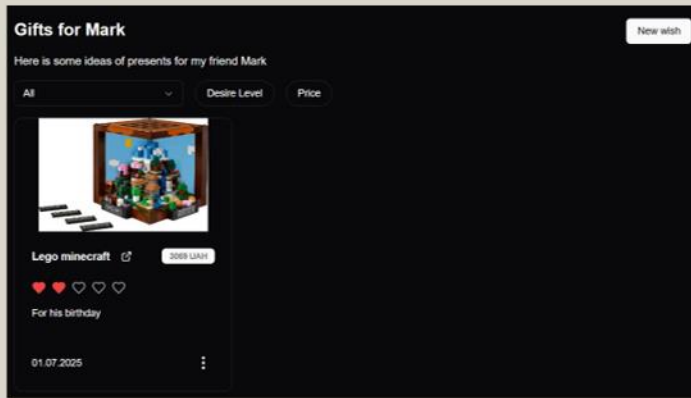 Gifts for Mark
New wish
Here is some ideas of presents for my friend Mark
All
Desire Level
Price
Lego minecraft
3069 UAH
For his birthday
01.07.2025